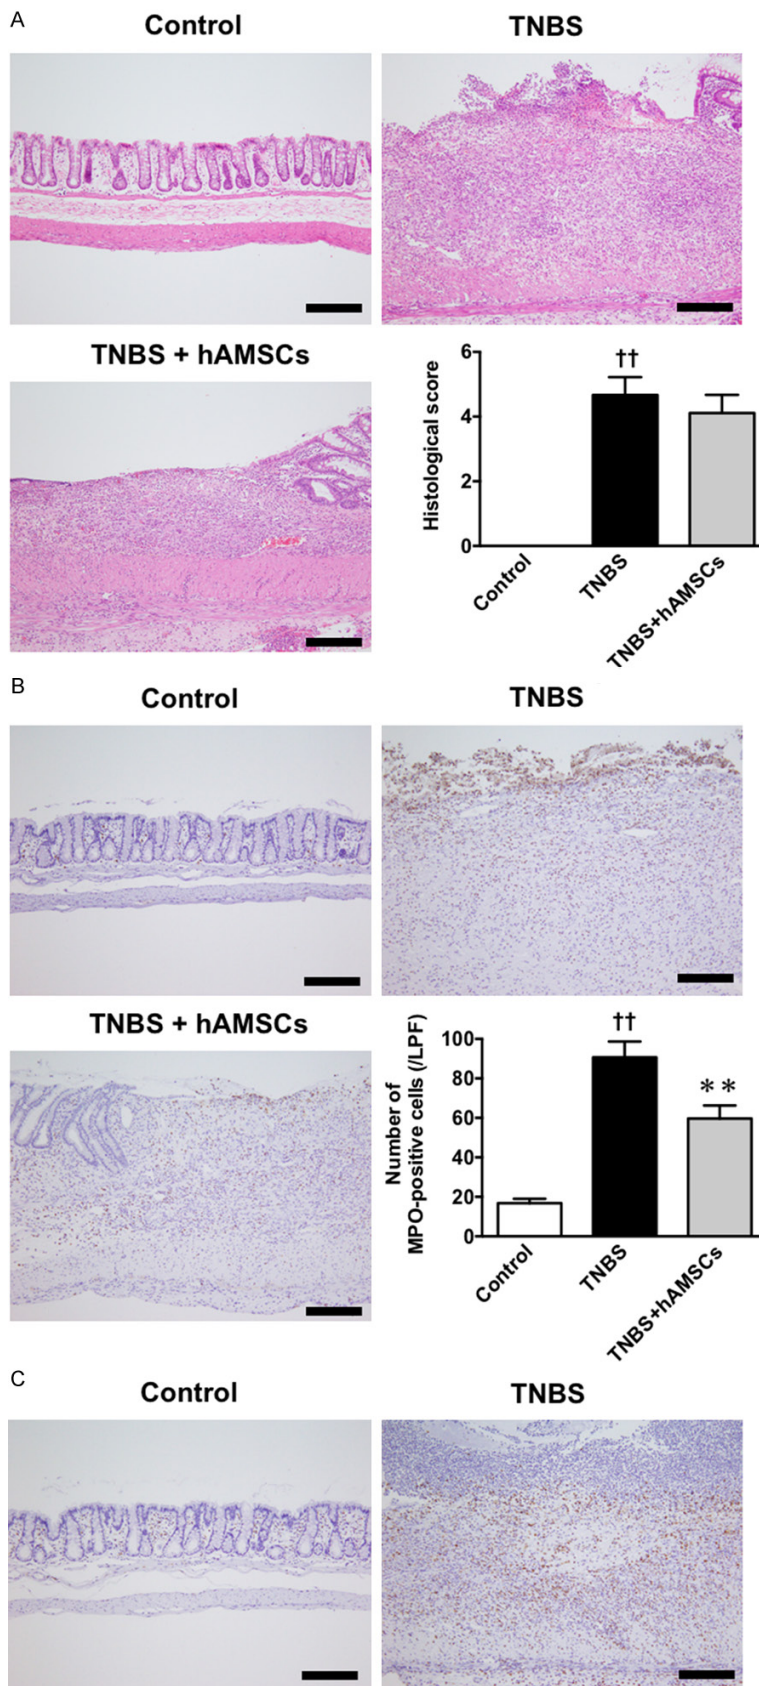 A
Control
TNBS
TNBS + hAMSCs
Histological score
6
4
2
0
††
Control
TNBS
TNBS+hAMSCs
B
Control
TNBS
TNBS + hAMSCs
Number of
MPO-positive cells (/LPF)
100
80
60
40
20
0
††
**
Control
TNBS
TNBS+hAMSCs
C
Control
TNBS